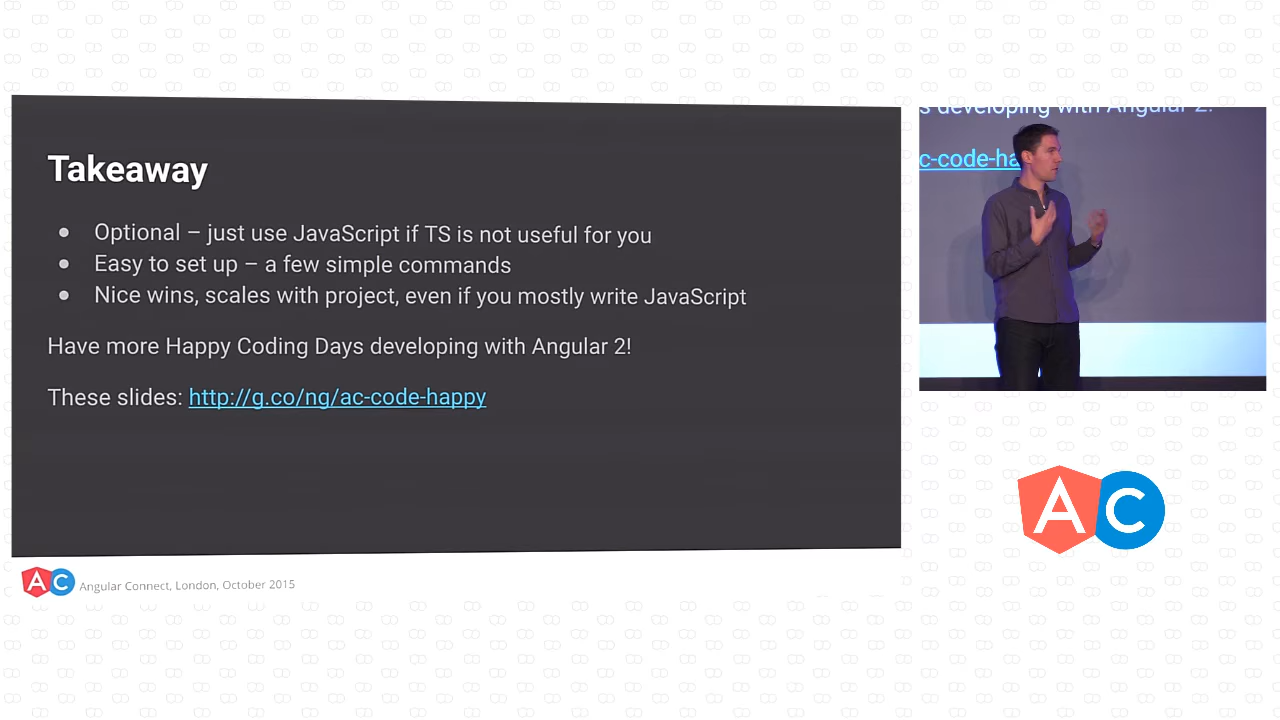 Takeaway
Optional – just use JavaScript if TS is not useful for you
Easy to set up – a few simple commands
Nice wins, scales with project, even if you mostly write JavaScript
Have more Happy Coding Days developing with Angular 2!
These slides: http://g.co/ng/ac-code-happy
AC Angular Connect, London, October 2015
s developing with Angular 2!
c-code-ha
AC